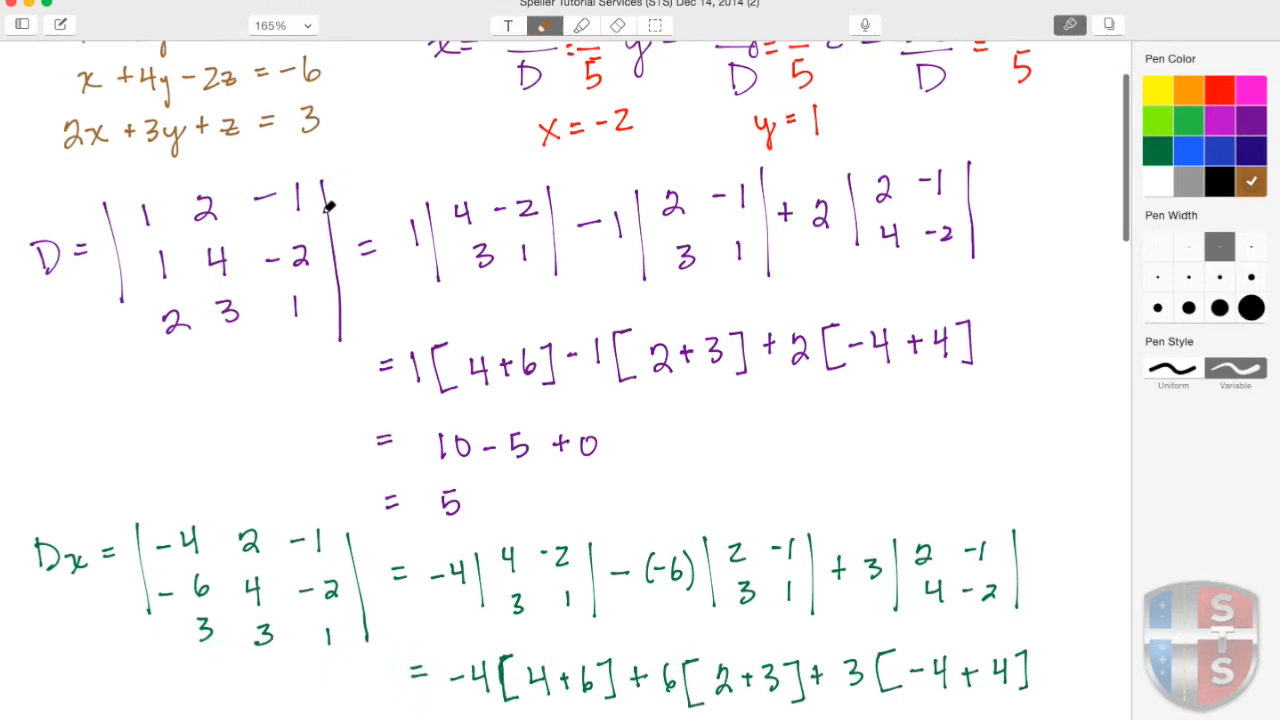 Speller Tutorial Services (STS) Dec 14, 2014 (2)
165%
T
Pen Color
Pen Width
Pen Style
Uniform Variable
x + 4y - 2z = -6
2x + 3y + z = 3
x = — = — y — = — — =
D 5 D 5 D 5
x = -2 y = 1
D = | 1 2 -1 | = 1 | 4 -2 | - 1 | 2 -1 | + 2 | 2 -1 |
| 1 4 -2 | | 3 1 | | 3 1 | | 4 -2 |
| 2 3 1 |
= 1 [ 4 + 6 ] - 1 [ 2 + 3 ] + 2 [ -4 + 4 ]
= 10 - 5 + 0
= 5
Dx = | -4 2 -1 | = -4 | 4 -2 | - (-6) | 2 -1 | + 3 | 2 -1 |
| -6 4 -2 | | 3 1 | | 3 1 | | 4 -2 |
| 3 3 1 |
= -4 [ 4 + 6 ] + 6 [ 2 + 3 ] + 3 [ -4 + 4 ]
STS